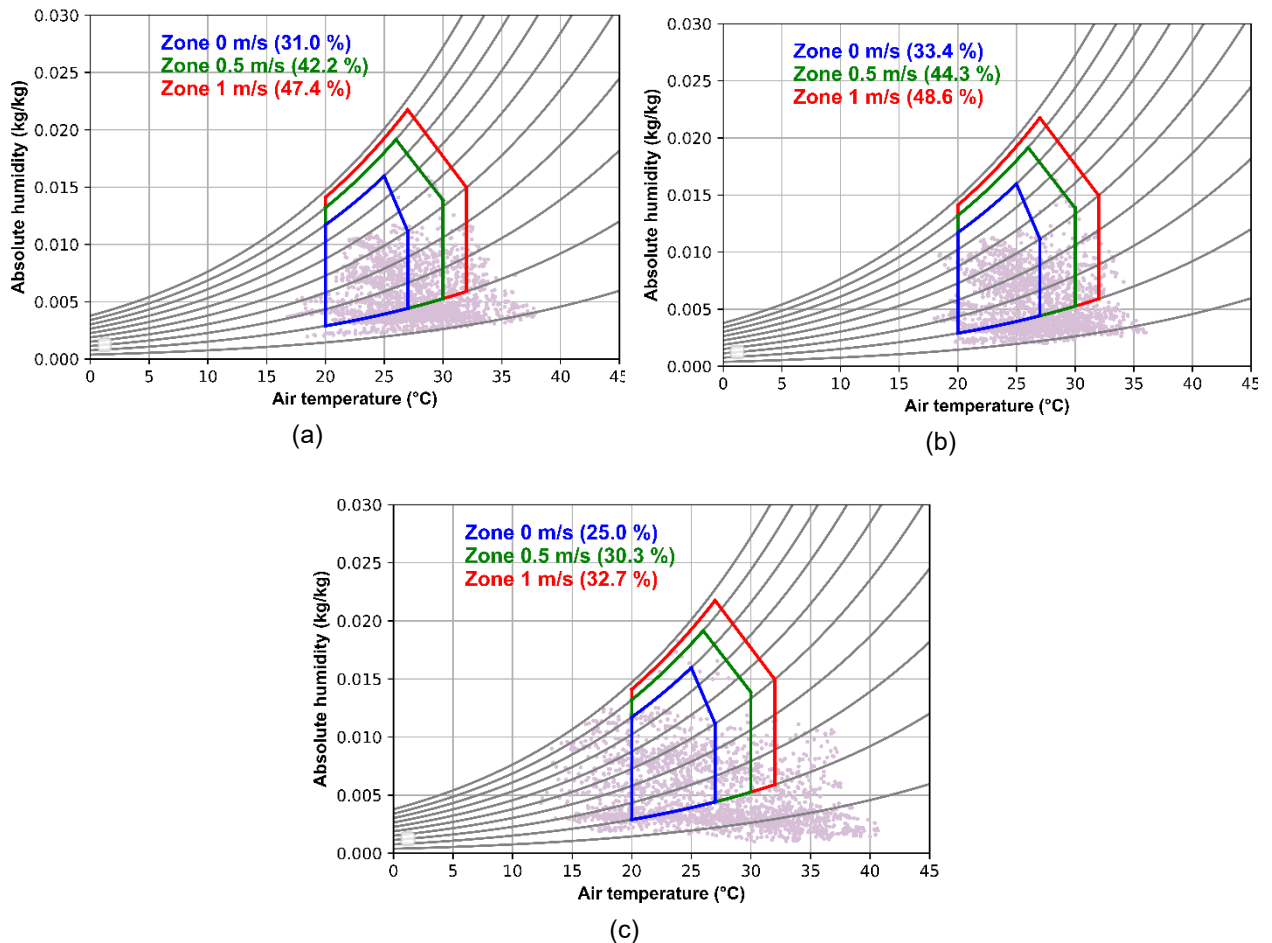 0.030
0.025
0.020
0.015
0.010
0.005
0.000
Absolute humidity (kg/kg)
Zone 0 m/s (31.0 %)
Zone 0.5 m/s (42.2 %)
Zone 1 m/s (47.4 %)
0 5 10 15 20 25 30 35 40 45
Air temperature (°C)
(a)
0.030
0.025
0.020
0.015
0.010
0.005
0.000
Absolute humidity (kg/kg)
Zone 0 m/s (33.4 %)
Zone 0.5 m/s (44.3 %)
Zone 1 m/s (48.6 %)
0 5 10 15 20 25 30 35 40 45
Air temperature (°C)
(b)
0.030
0.025
0.020
0.015
0.010
0.005
0.000
Absolute humidity (kg/kg)
Zone 0 m/s (25.0 %)
Zone 0.5 m/s (30.3 %)
Zone 1 m/s (32.7 %)
0 5 10 15 20 25 30 35 40 45
Air temperature (°C)
(c)